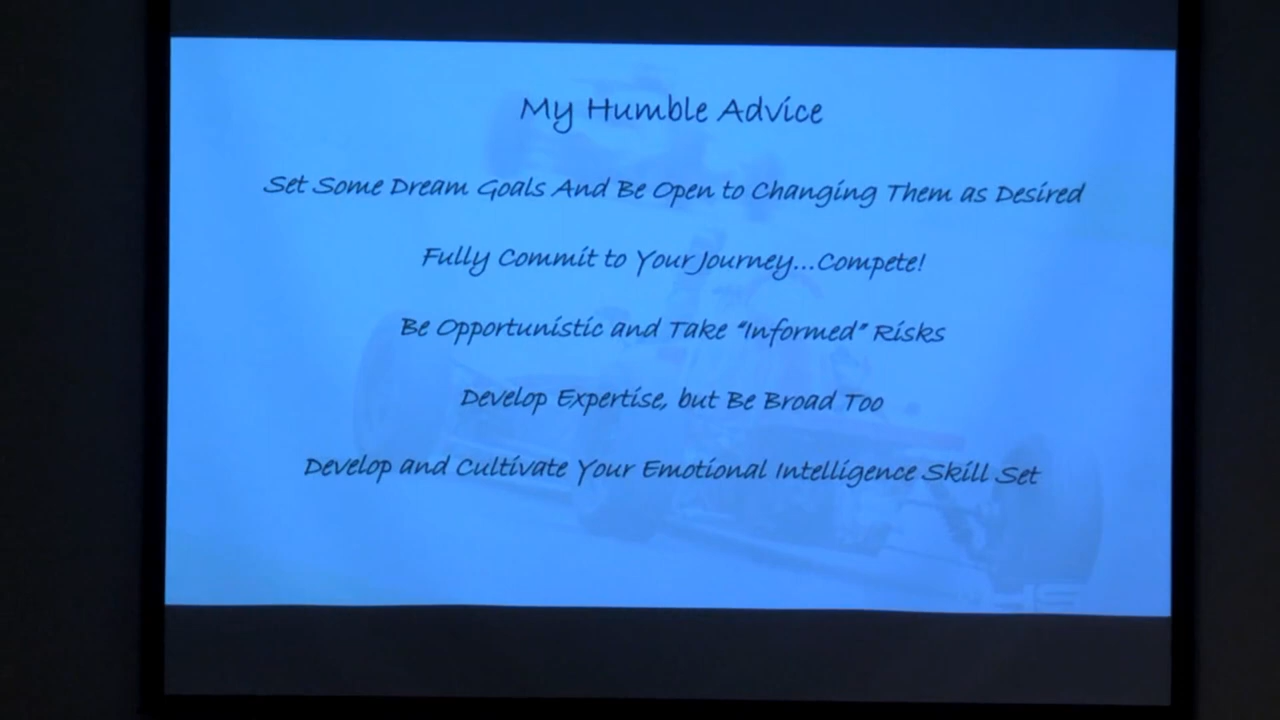 My Humble Advice
Set Some Dream Goals And Be Open to Changing Them as Desired
Fully Commit to Your Journey...Compete!
Be Opportunistic and Take “Informed” Risks
Develop Expertise, but Be Broad Too
Develop and Cultivate Your Emotional Intelligence Skill Set